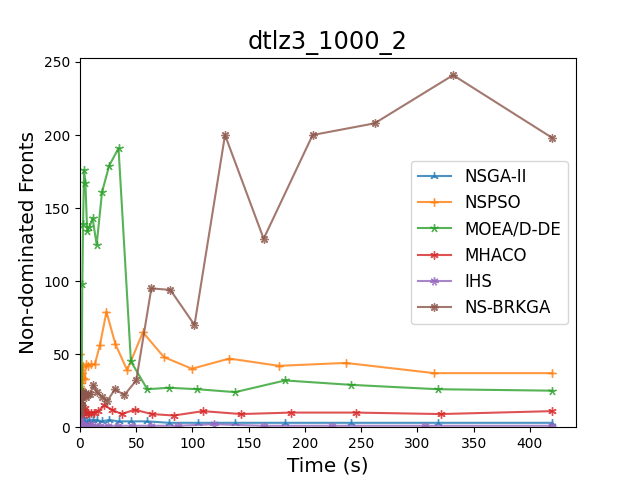 dtlz3_1000_2
Non-dominated Fronts
250
200
150
100
50
0
NSGA-II
NSPSO
MOEA/D-DE
MHACO
IHS
NS-BRKGA
0 50 100 150 200 250 300 350 400
Time (s)